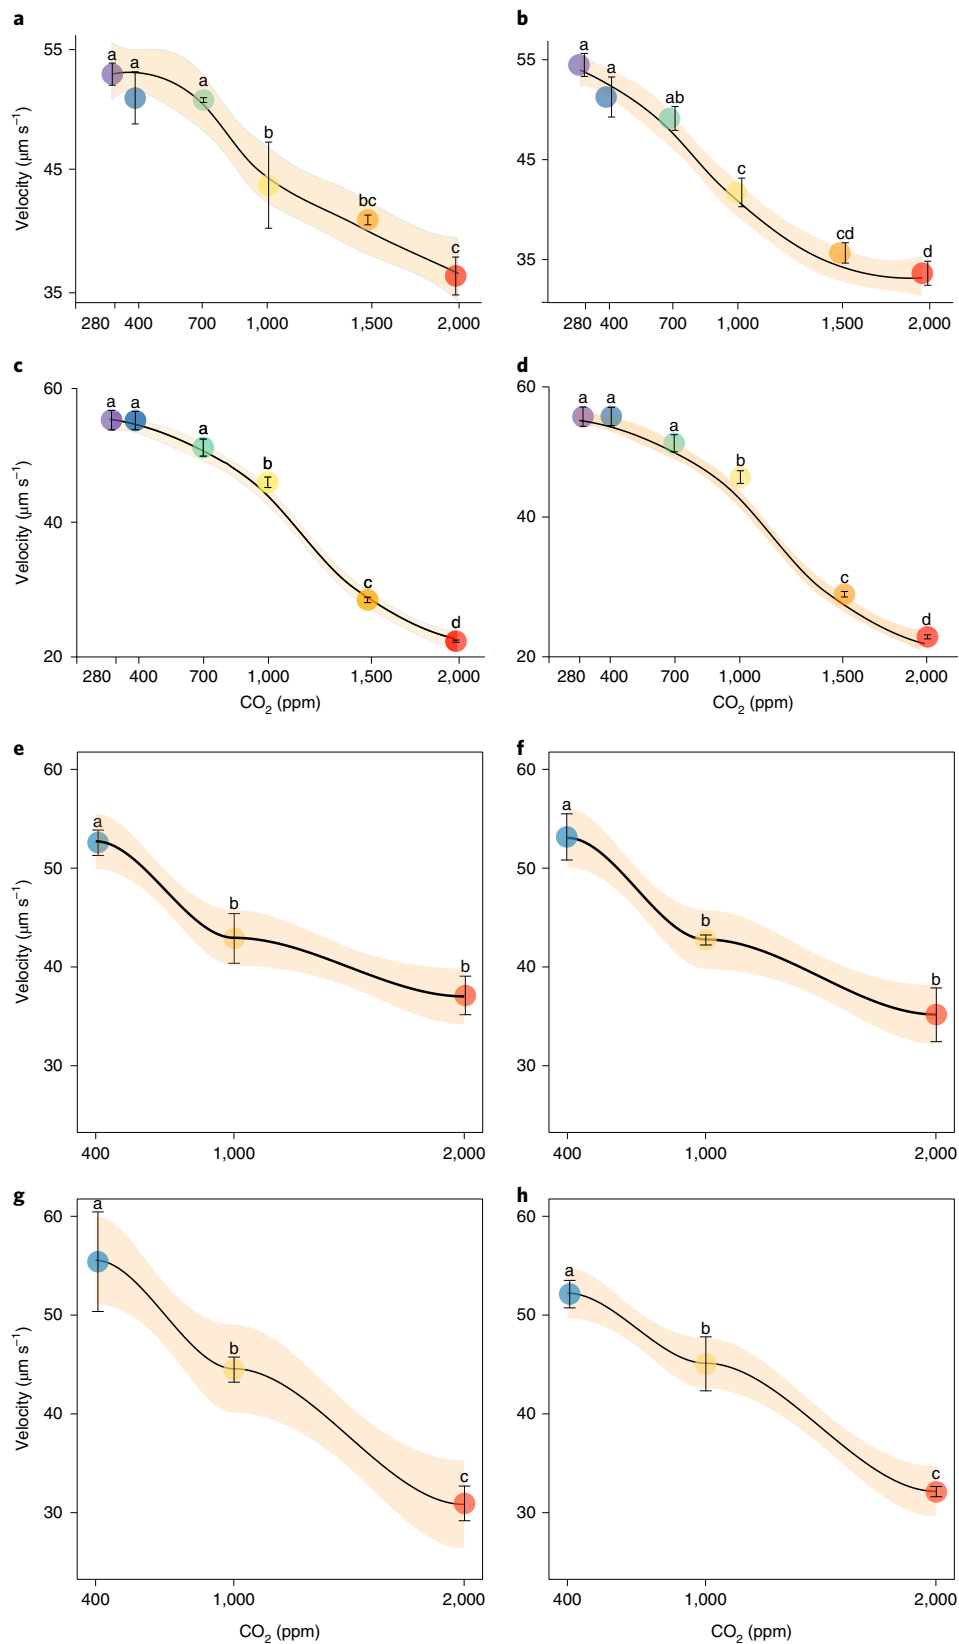 a
55
45
35
Velocity (μm s⁻¹)
a
a
a
b
bc
c
280 400 700 1,000 1,500 2,000
b
55
45
35
a
a
ab
c
cd
d
280 400 700 1,000 1,500 2,000
c
60
40
20
Velocity (μm s⁻¹)
a
a
a
b
c
d
280 400 700 1,000 1,500 2,000
CO₂ (ppm)
d
60
40
20
a
a
a
b
c
d
280 400 700 1,000 1,500 2,000
CO₂ (ppm)
e
60
50
40
30
Velocity (μm s⁻¹)
a
b
b
400 1,000 2,000
f
60
50
40
30
a
b
b
400 1,000 2,000
g
60
50
40
30
Velocity (μm s⁻¹)
a
b
c
400 1,000 2,000
CO₂ (ppm)
h
60
50
40
30
a
b
c
400 1,000 2,000
CO₂ (ppm)